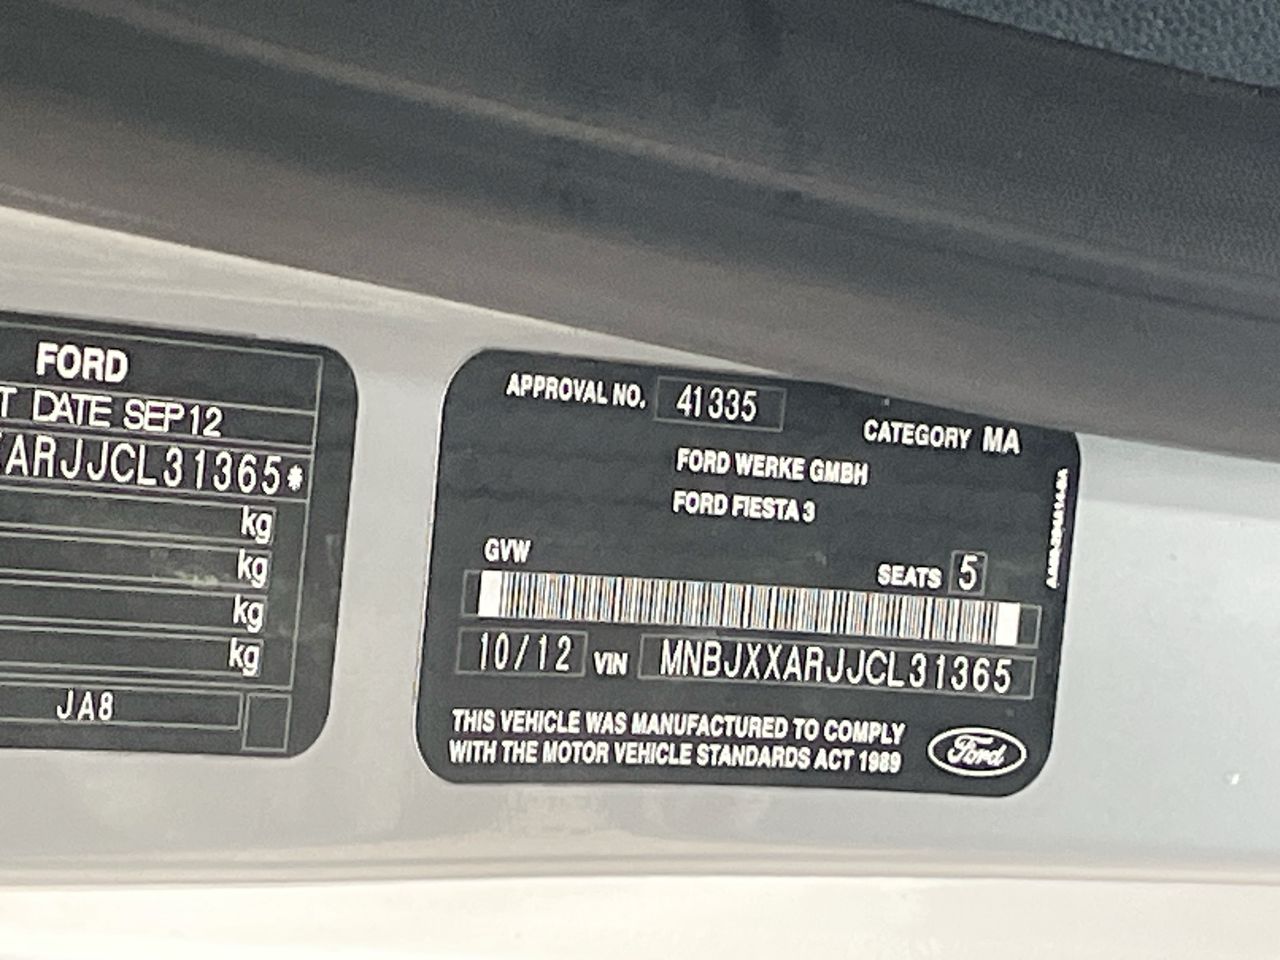 FORD
T DATE SEP12
ARJJCL31365*
kg
kg
kg
kg
JA8
APPROVAL NO. 41335
CATEGORY MA
FORD WERKE GMBH
FORD FIESTA 3
GVW
SEATS 5
10/12 VIN MNBJXXARJJCL31365
THIS VEHICLE WAS MANUFACTURED TO COMPLY
WITH THE MOTOR VEHICLE STANDARDS ACT 1989
Ford